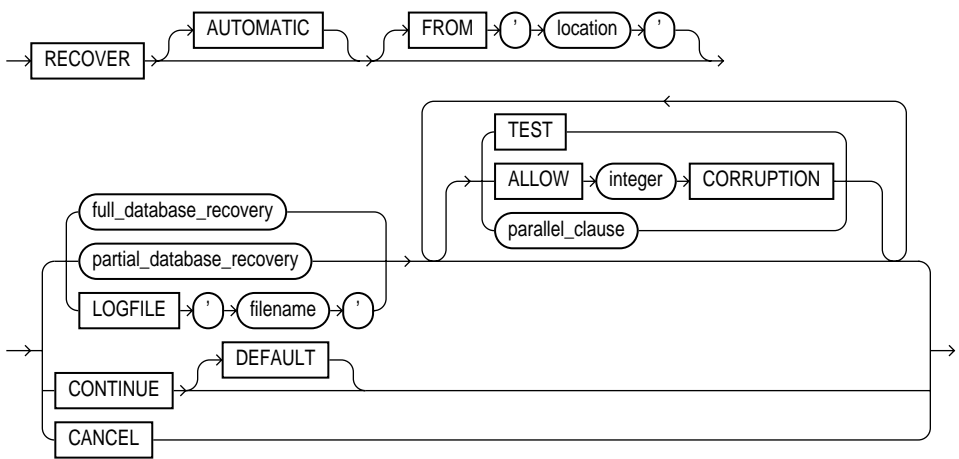 RECOVER AUTOMATIC FROM ' location '
TEST
ALLOW integer CORRUPTION
parallel_clause
full_database_recovery
partial_database_recovery
LOGFILE ' filename '
CONTINUE DEFAULT
CANCEL